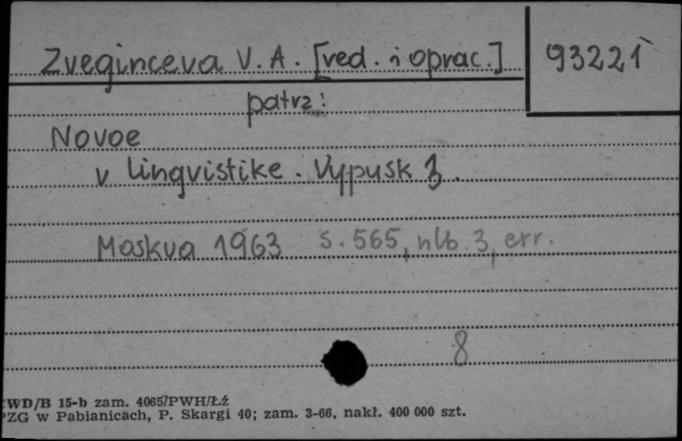 Zveginceva V. A. [red. i oprac.] 93221
patrz:
Novoe
v lingvistike. Vypusk 3.
Moskva 1963 s. 565, nlb. 3, err.
8
WD/B 15-b zam. 4065/PWH/Łź
PZG w Pabianicach, P. Skargi 40; zam. 3-66, nakł. 400 000 szt.